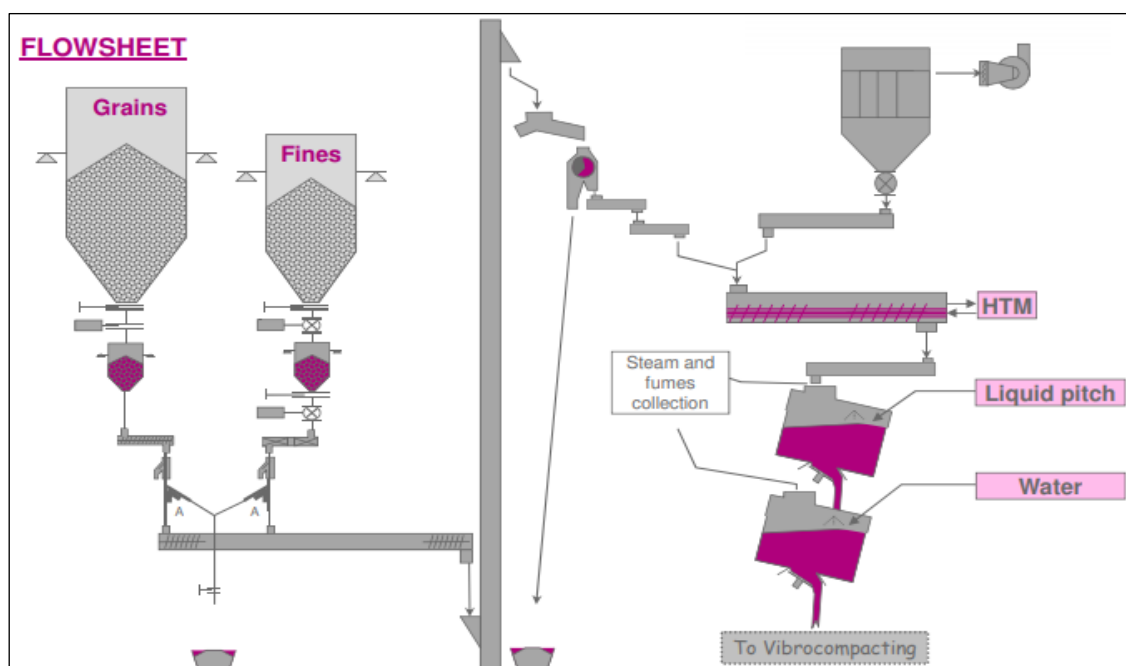 FLOWSHEET
Grains
Fines
A
A
HTM
Steam and
fumes
collection
Liquid pitch
Water
To Vibrocompacting